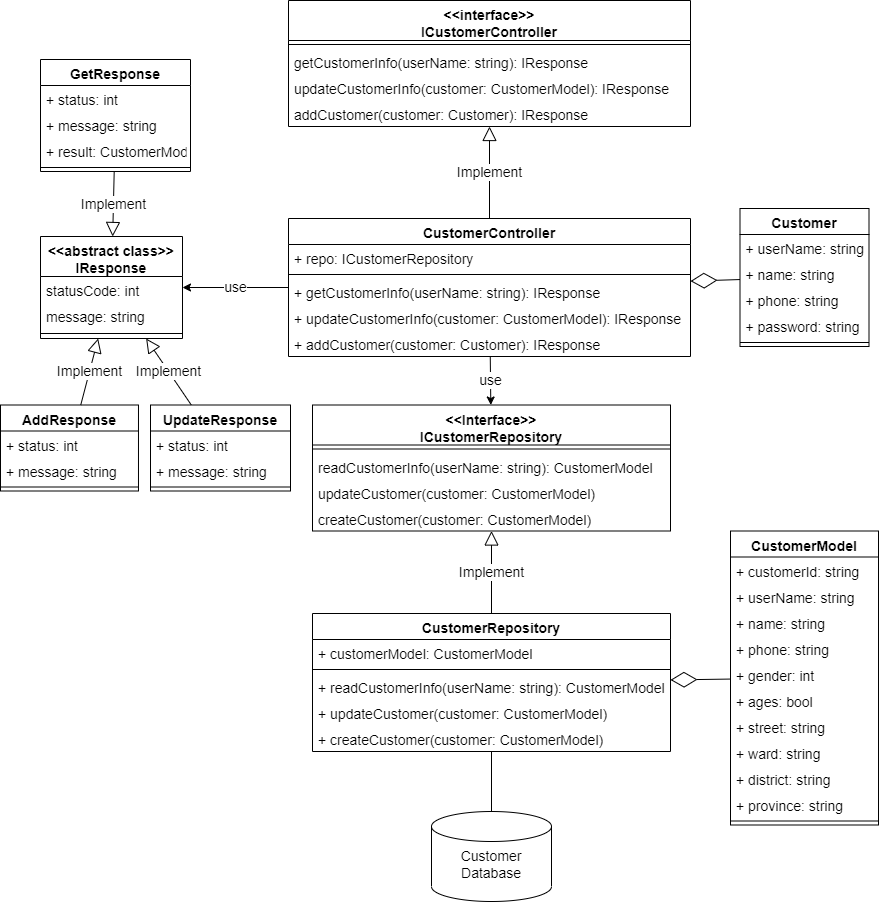 <<interface>>
ICustomerController
getCustomerInfo(userName: string): IResponse
updateCustomerInfo(customer: CustomerModel): IResponse
addCustomer(customer: Customer): IResponse
GetResponse
+ status: int
+ message: string
+ result: CustomerMod
Implement
Implement
<<abstract class>>
IResponse
statusCode: int
message: string
use
CustomerController
+ repo: ICustomerRepository
+ getCustomerInfo(userName: string): IResponse
+ updateCustomerInfo(customer: CustomerModel): IResponse
+ addCustomer(customer: Customer): IResponse
Customer
+ userName: string
+ name: string
+ phone: string
+ password: string
Implement
Implement
use
AddResponse
+ status: int
+ message: string
UpdateResponse
+ status: int
+ message: string
<<Interface>>
ICustomerRepository
readCustomerInfo(userName: string): CustomerModel
updateCustomer(customer: CustomerModel)
createCustomer(customer: CustomerModel)
Implement
CustomerRepository
+ customerModel: CustomerModel
+ readCustomerInfo(userName: string): CustomerModel
+ updateCustomer(customer: CustomerModel)
+ createCustomer(customer: CustomerModel)
CustomerModel
+ customerId: string
+ userName: string
+ name: string
+ phone: string
+ gender: int
+ ages: bool
+ street: string
+ ward: string
+ district: string
+ province: string
Customer
Database